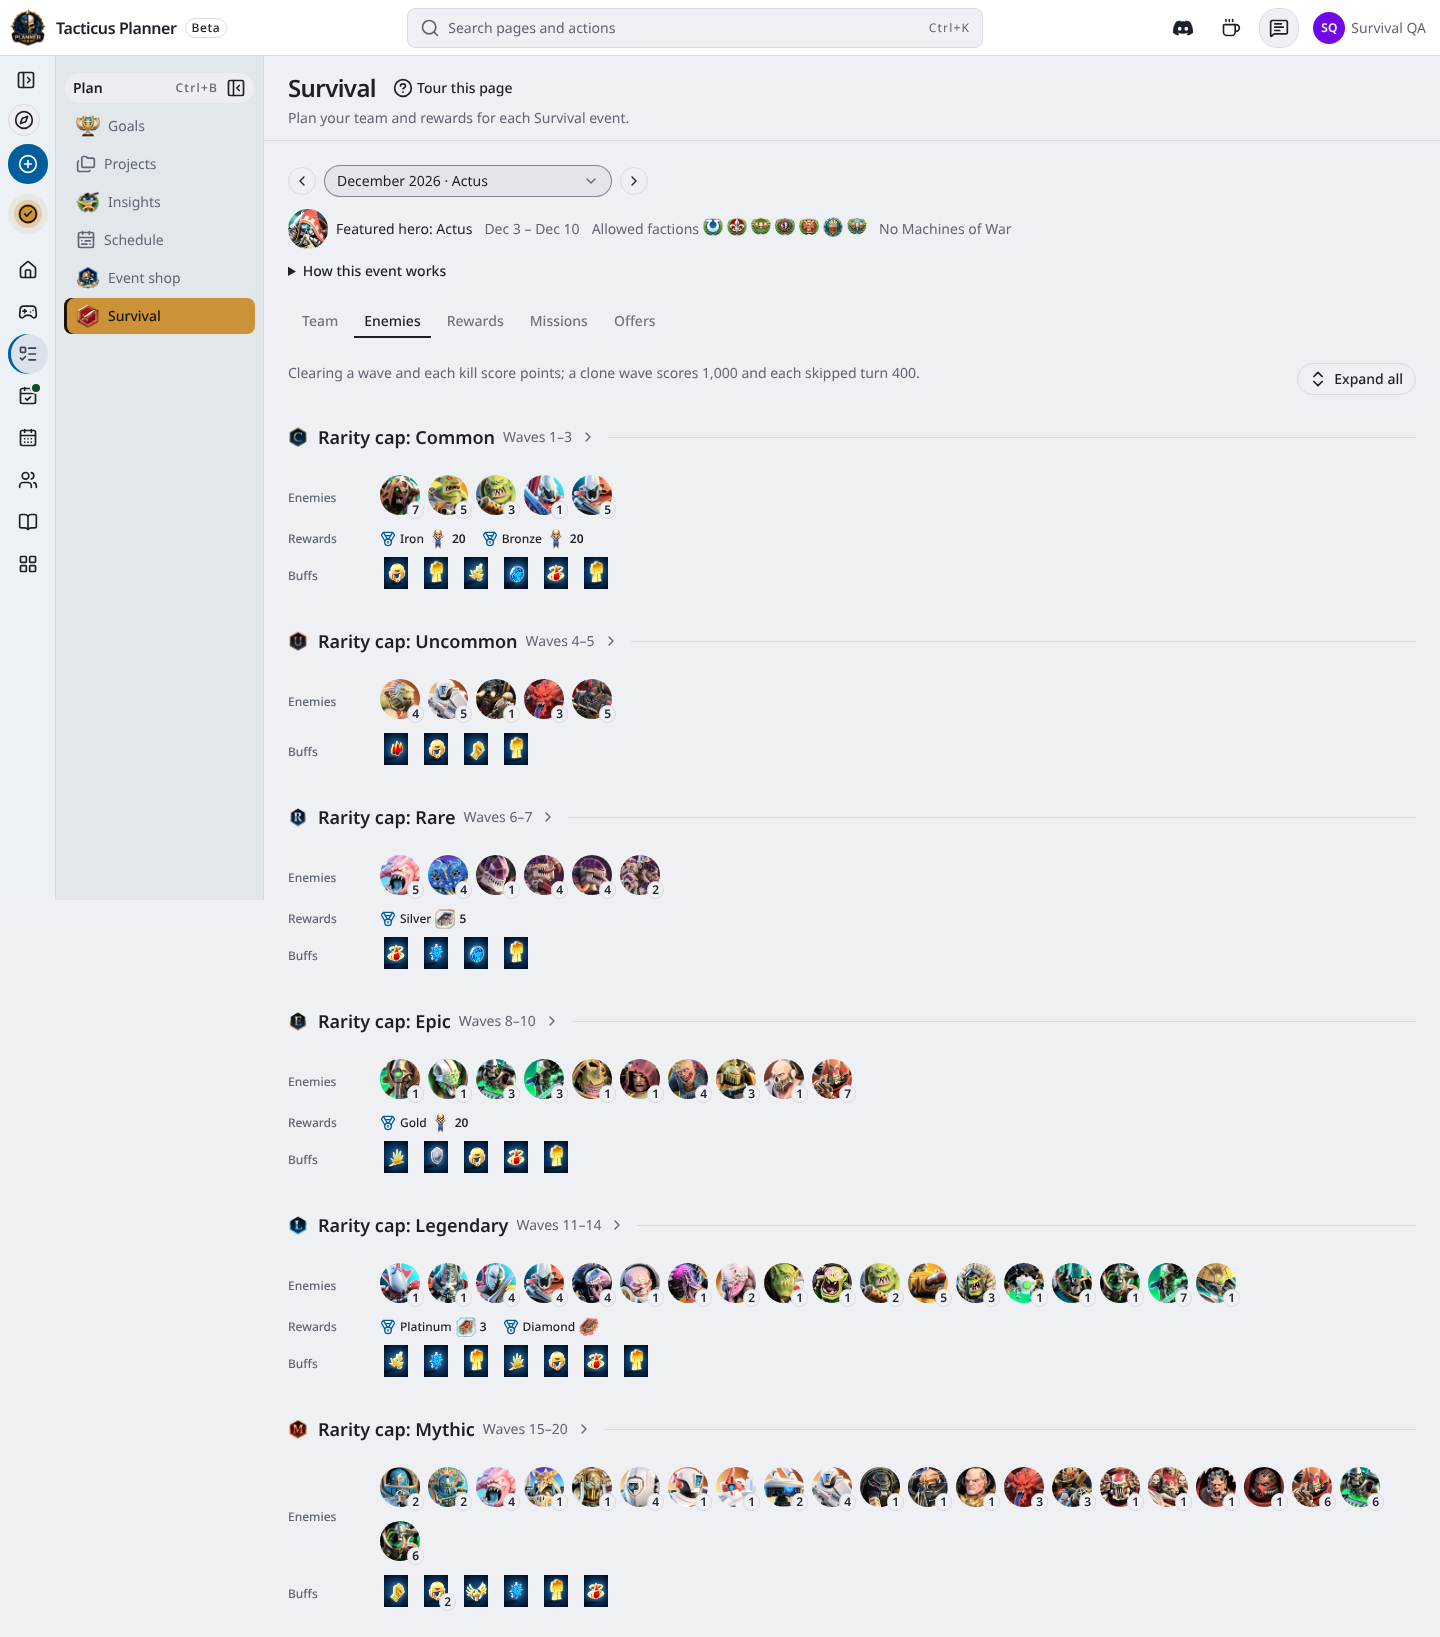 Tacticus Planner Beta
Search pages and actions Ctrl+K
SQ Survival QA
Plan Ctrl+B
Goals
Projects
Insights
Schedule
Event shop
Survival
Survival Tour this page
Plan your team and rewards for each Survival event.
December 2026 · Actus
Featured hero: Actus Dec 3 – Dec 10 Allowed factions No Machines of War
How this event works
Team Enemies Rewards Missions Offers
Clearing a wave and each kill score points; a clone wave scores 1,000 and each skipped turn 400.
Expand all
C Rarity cap: Common Waves 1–3
Enemies 7 5 3 1 5
Rewards Iron 20 Bronze 20
Buffs
U Rarity cap: Uncommon Waves 4–5
Enemies 4 5 1 3 5
Buffs
R Rarity cap: Rare Waves 6–7
Enemies 5 4 1 4 4 2
Rewards Silver 5
Buffs
E Rarity cap: Epic Waves 8–10
Enemies 1 1 3 3 1 1 4 3 1 7
Rewards Gold 20
Buffs
L Rarity cap: Legendary Waves 11–14
Enemies 1 1 4 4 4 1 1 2 1 1 2 5 3 1 1 1 7 1
Rewards Platinum 3 Diamond
Buffs
M Rarity cap: Mythic Waves 15–20
2 2 4 1 1 4 1 1 2 4 1 1 1 3 3 1 1 1 1 6 6
Enemies
6
Buffs 2